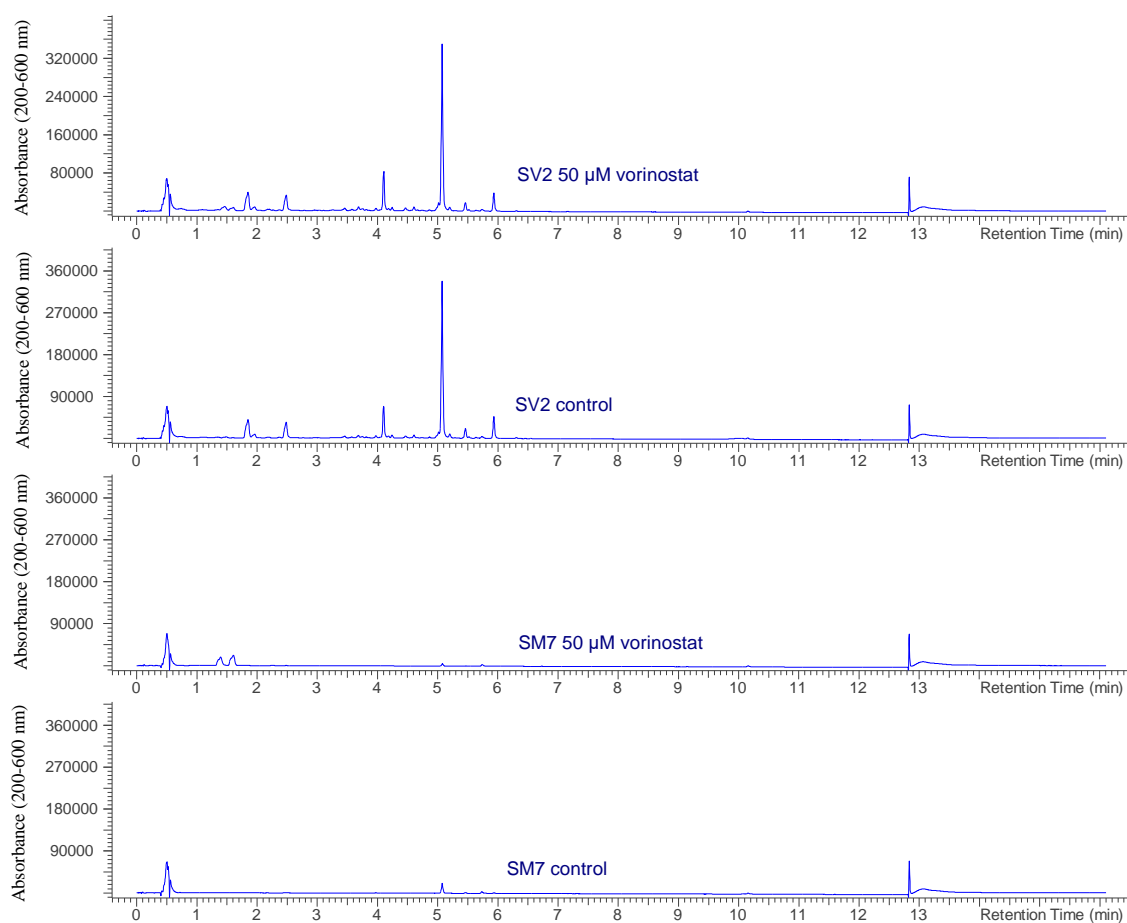 Absorbance (200-600 nm)
320000
240000
160000
80000
SV2 50 µM vorinostat
0 1 2 3 4 5 6 7 8 9 10 11 12 13 Retention Time (min)
Absorbance (200-600 nm)
360000
270000
180000
90000
SV2 control
0 1 2 3 4 5 6 7 8 9 10 11 12 13 Retention Time (min)
Absorbance (200-600 nm)
360000
270000
180000
90000
SM7 50 µM vorinostat
0 1 2 3 4 5 6 7 8 9 10 11 12 13 Retention Time (min)
Absorbance (200-600 nm)
360000
270000
180000
90000
SM7 control
0 1 2 3 4 5 6 7 8 9 10 11 12 13 Retention Time (min)